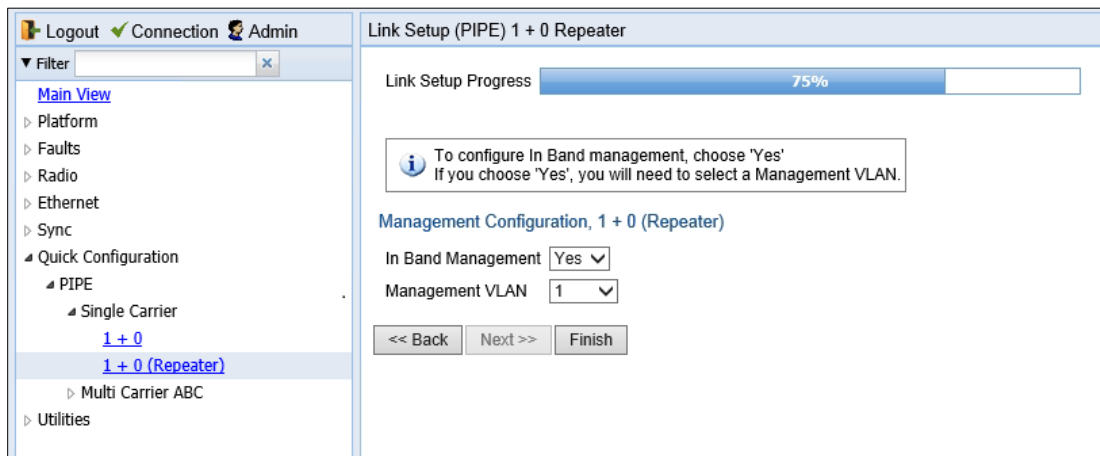 Logout Connection Admin
Filter
Main View
Platform
Faults
Radio
Ethernet
Sync
Quick Configuration
PIPE
Single Carrier
1 + 0
1 + 0 (Repeater)
Multi Carrier ABC
Utilities
Link Setup (PIPE) 1 + 0 Repeater
Link Setup Progress 75%
To configure In Band management, choose 'Yes'
If you choose 'Yes', you will need to select a Management VLAN.
Management Configuration, 1 + 0 (Repeater)
In Band Management Yes
Management VLAN 1
<< Back Next >> Finish